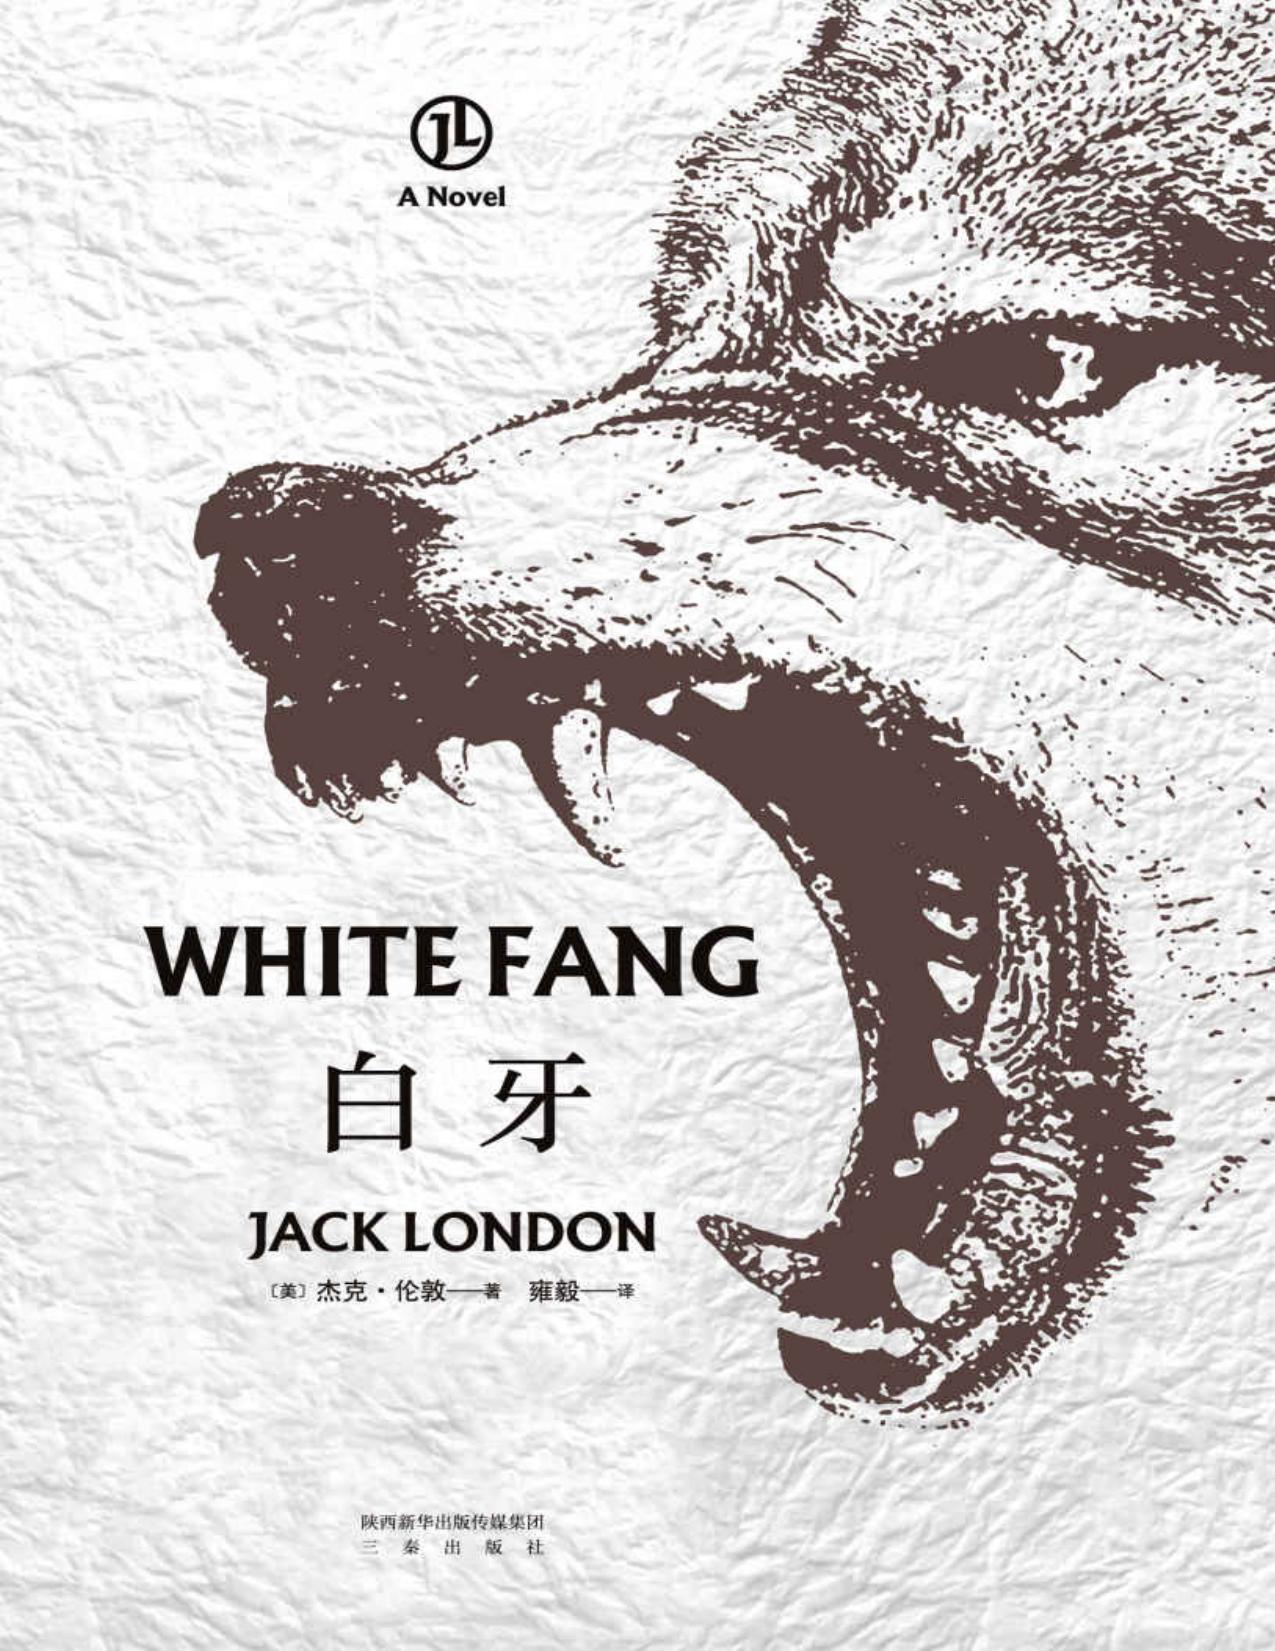 JL
A Novel
WHITE FANG
白牙
JACK LONDON
〔美〕杰克·伦敦——著 雍毅——译
陕西新华出版传媒集团
三秦出版社